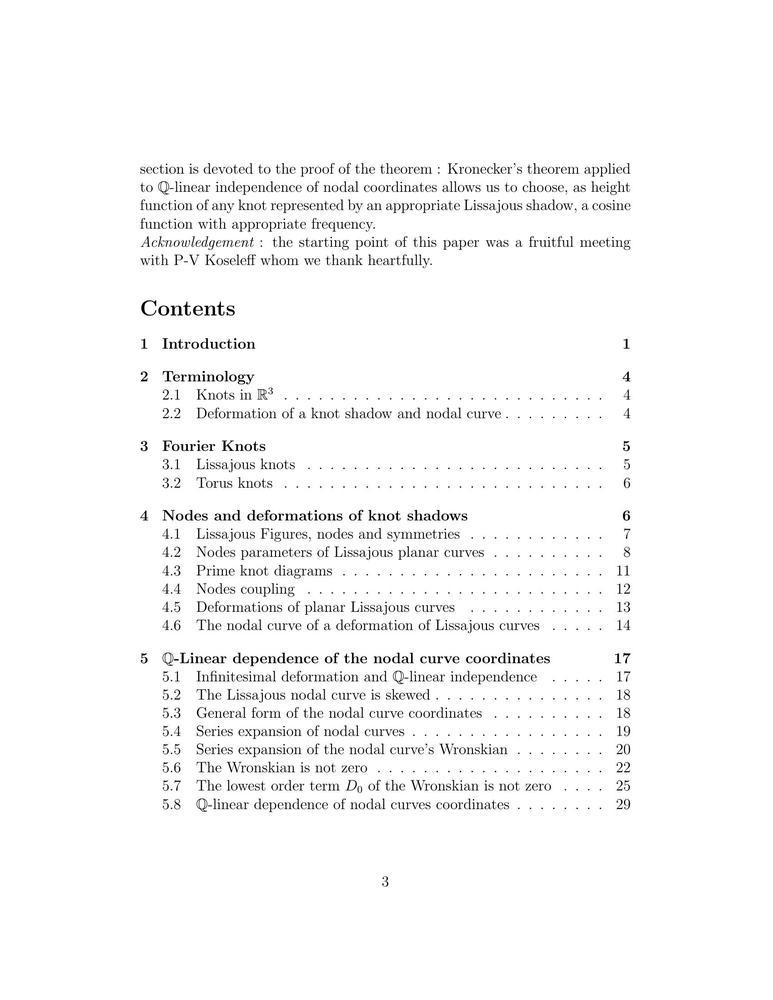 section is devoted to the proof of the theorem : Kronecker's theorem applied
to ℚ-linear independence of nodal coordinates allows us to choose, as height
function of any knot represented by an appropriate Lissajous shadow, a cosine
function with appropriate frequency.
Acknowledgement : the starting point of this paper was a fruitful meeting
with P-V Koseleff whom we thank heartfully.
Contents
1 Introduction 1
2 Terminology 4
2.1 Knots in ℝ³ . . . . . . . . . . . . . . . . . . . . . . . . . . . . 4
2.2 Deformation of a knot shadow and nodal curve . . . . . . . . . 4
3 Fourier Knots 5
3.1 Lissajous knots . . . . . . . . . . . . . . . . . . . . . . . . . . 5
3.2 Torus knots . . . . . . . . . . . . . . . . . . . . . . . . . . . . 6
4 Nodes and deformations of knot shadows 6
4.1 Lissajous Figures, nodes and symmetries . . . . . . . . . . . . 7
4.2 Nodes parameters of Lissajous planar curves . . . . . . . . . . 8
4.3 Prime knot diagrams . . . . . . . . . . . . . . . . . . . . . . . 11
4.4 Nodes coupling . . . . . . . . . . . . . . . . . . . . . . . . . . 12
4.5 Deformations of planar Lissajous curves . . . . . . . . . . . . 13
4.6 The nodal curve of a deformation of Lissajous curves . . . . . 14
5 ℚ-Linear dependence of the nodal curve coordinates 17
5.1 Infinitesimal deformation and ℚ-linear independence . . . . . 17
5.2 The Lissajous nodal curve is skewed . . . . . . . . . . . . . . . 18
5.3 General form of the nodal curve coordinates . . . . . . . . . . 18
5.4 Series expansion of nodal curves . . . . . . . . . . . . . . . . . 19
5.5 Series expansion of the nodal curve's Wronskian . . . . . . . . 20
5.6 The Wronskian is not zero . . . . . . . . . . . . . . . . . . . . 22
5.7 The lowest order term D₀ of the Wronskian is not zero . . . . 25
5.8 ℚ-linear dependence of nodal curves coordinates . . . . . . . . 29
3